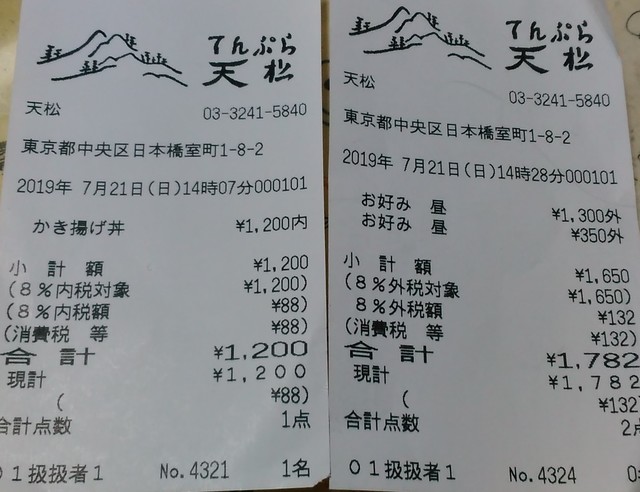 てんぷら
天松
天松 03-3241-5840
東京都中央区日本橋室町1-8-2
2019年 7月21日(日)14時07分000101
かき揚げ丼 ¥1,200内
小計額 ¥1,200
(8%内税対象 ¥1,200)
(8%内税額 ¥88)
(消費税 等 ¥88)
合計 ¥1,200
現計 ¥1,200
( ¥88)
合計点数 1点
01扱扱者1 No.4321 1名
てんぷら
天松
天松 03-3241-5840
東京都中央区日本橋室町1-8-2
2019年 7月21日(日)14時28分000101
お好み 昼 ¥1,300外
お好み 昼 ¥350外
小計額 ¥1,650
(8%外税対象 ¥1,650)
8%外税額 ¥132
(消費税 等 ¥132)
合計 ¥1,782
現計 ¥1,782
( ¥132)
合計点数 2点
01扱扱者1 No.4324